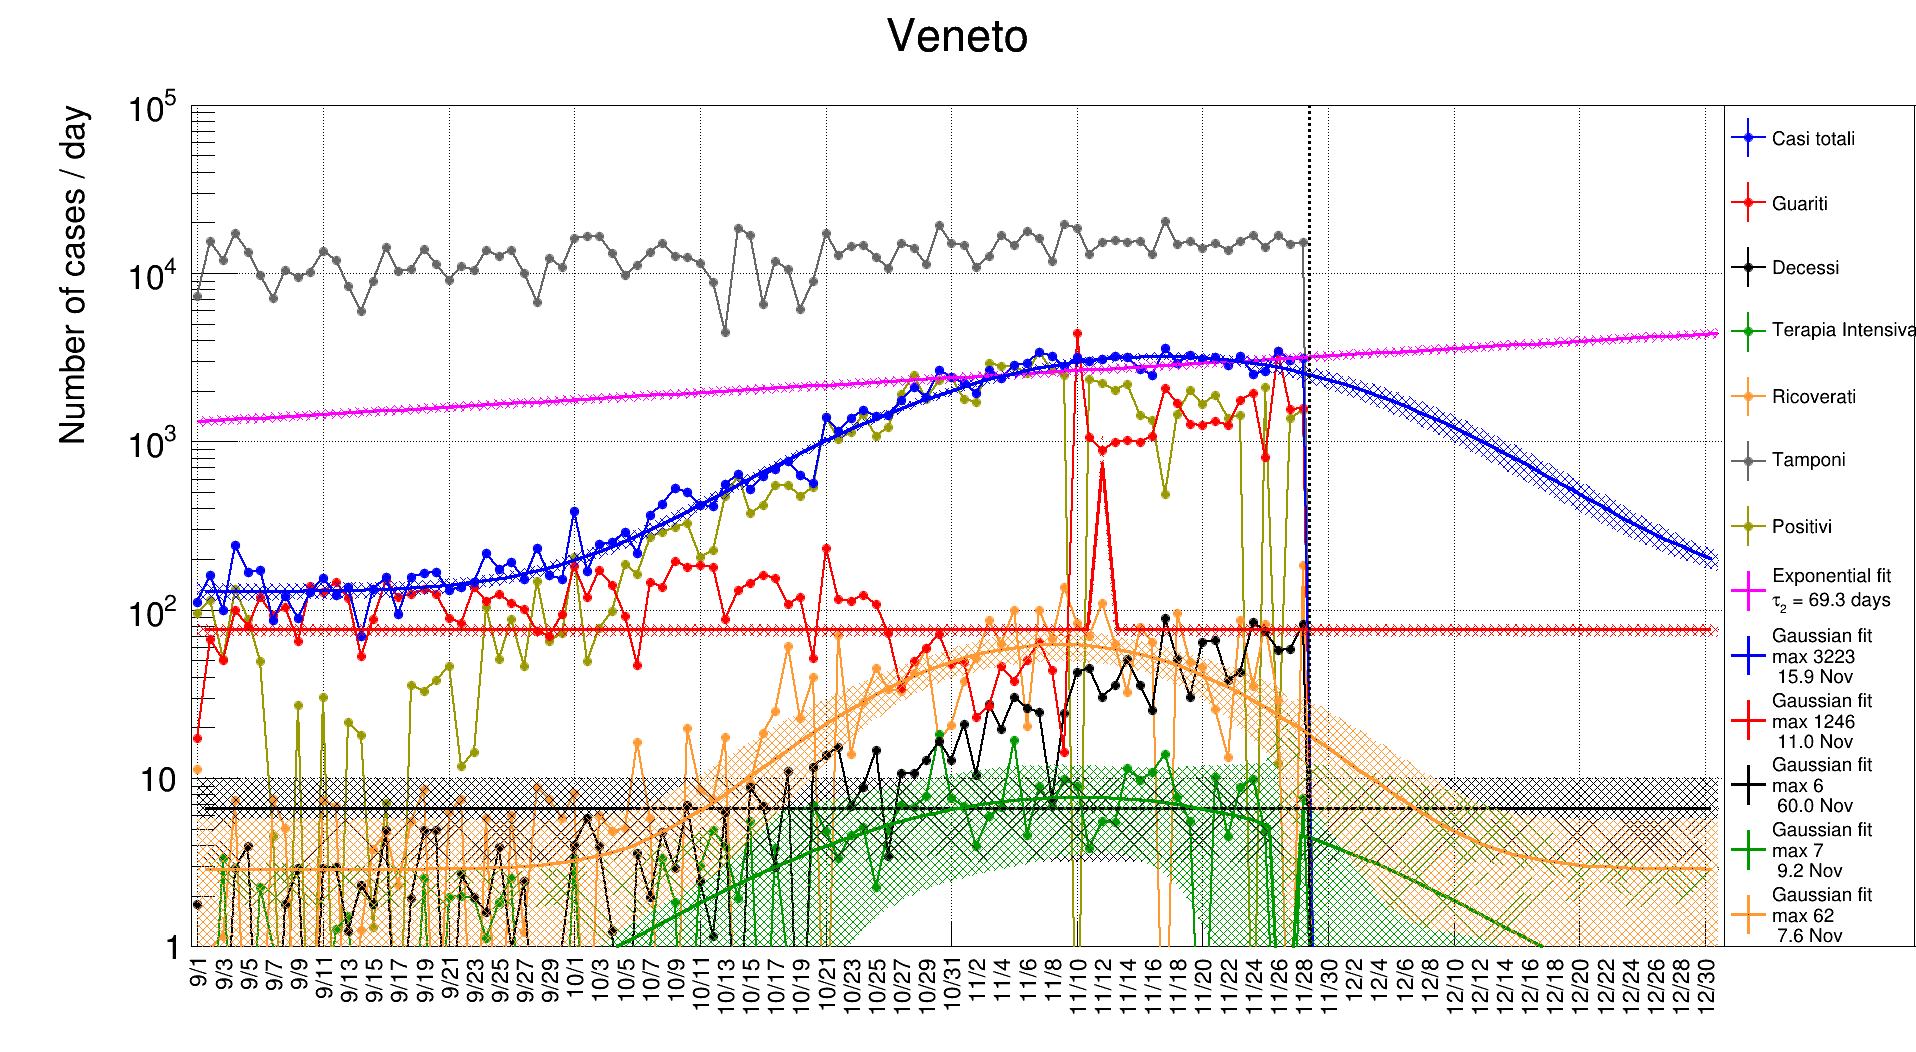 Veneto
Number of cases / day
10^5
10^4
10^3
10^2
10
1
9/1
9/3
9/5
9/7
9/9
9/11
9/13
9/15
9/17
9/19
9/21
9/23
9/25
9/27
9/29
10/1
10/3
10/5
10/7
10/9
10/11
10/13
10/15
10/17
10/19
10/21
10/23
10/25
10/27
10/29
10/31
11/2
11/4
11/6
11/8
11/10
11/12
11/14
11/16
11/18
11/20
11/22
11/24
11/26
11/28
11/30
12/2
12/4
12/6
12/8
12/10
12/12
12/14
12/16
12/18
12/20
12/22
12/24
12/26
12/28
12/30
Casi totali
Guariti
Decessi
Terapia Intensiva
Ricoverati
Tamponi
Positivi
Exponential fit
τ₂ = 69.3 days
Gaussian fit
max 3223
15.9 Nov
Gaussian fit
max 1246
11.0 Nov
Gaussian fit
max 6
60.0 Nov
Gaussian fit
max 7
9.2 Nov
Gaussian fit
max 62
7.6 Nov